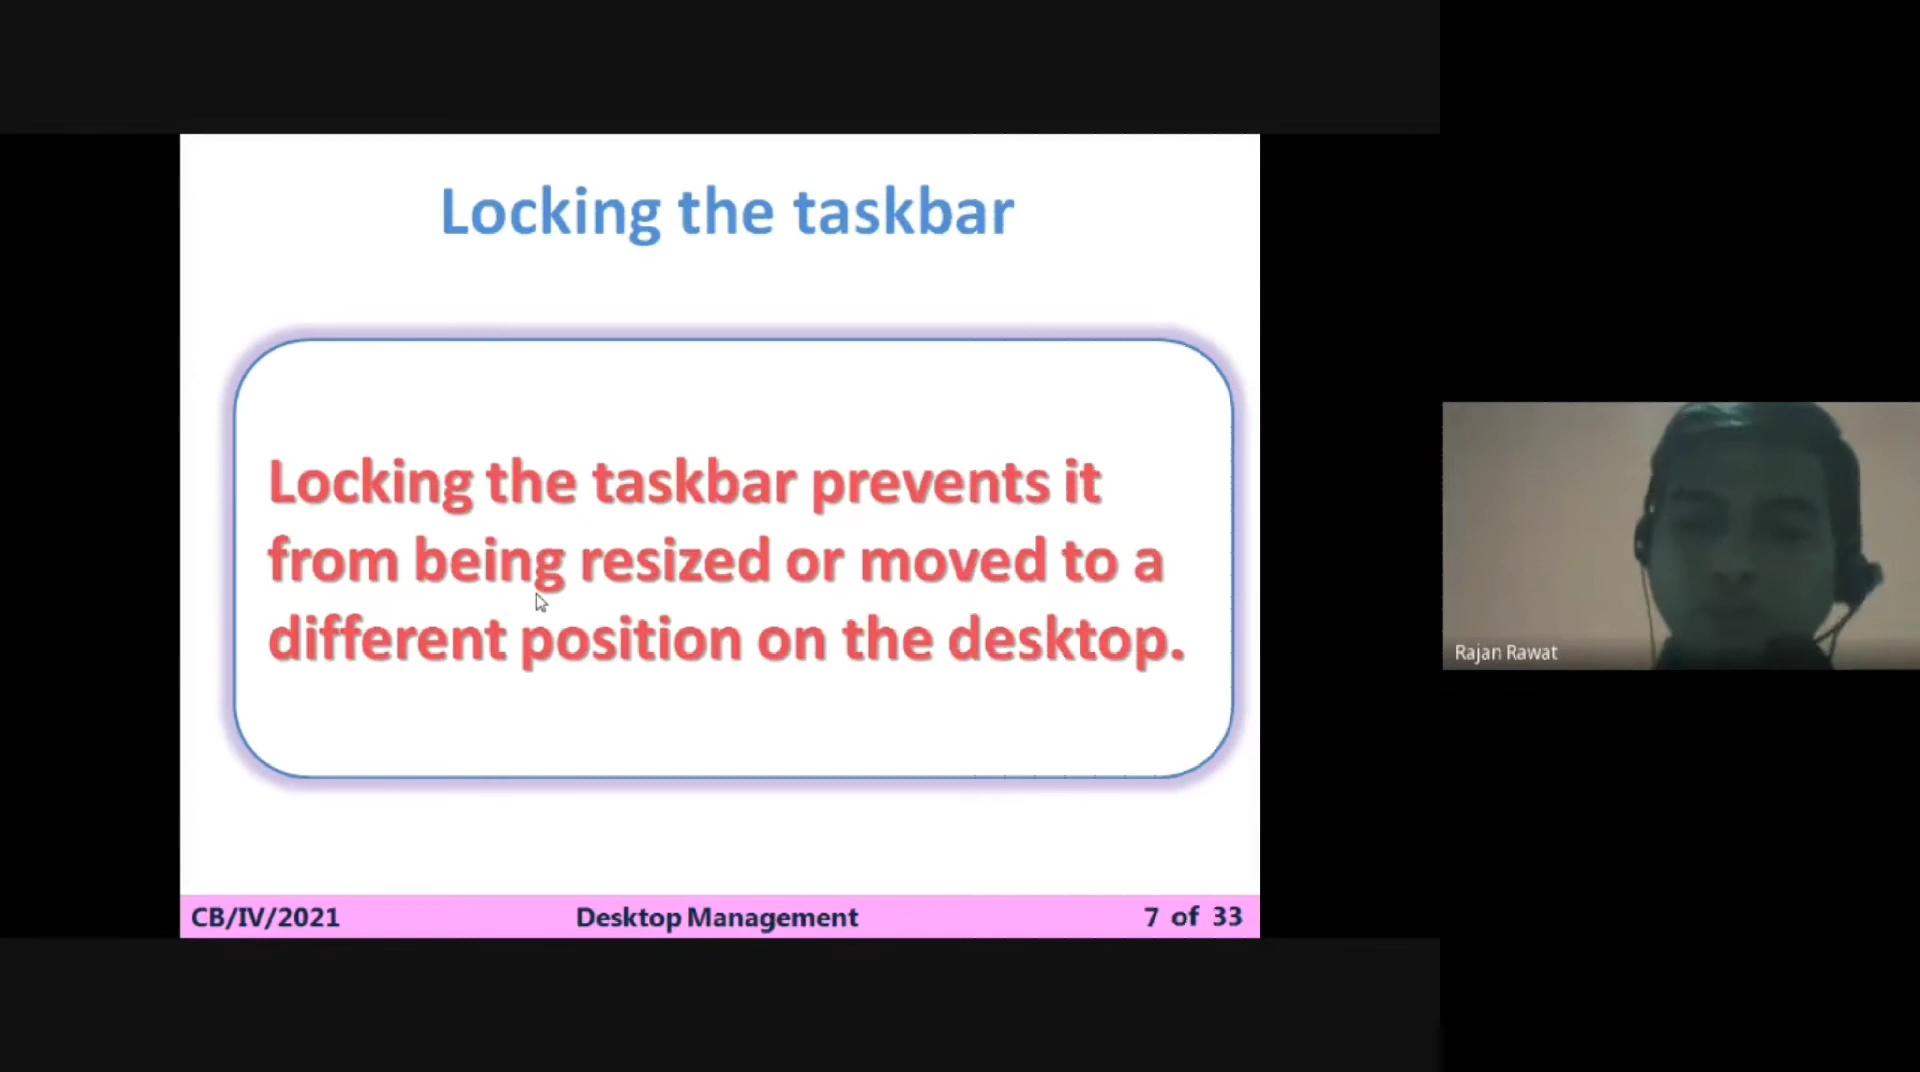 Locking the taskbar
Locking the taskbar prevents it
from being resized or moved to a
different position on the desktop.
CB/IV/2021 Desktop Management 7 of 33
Rajan Rawat